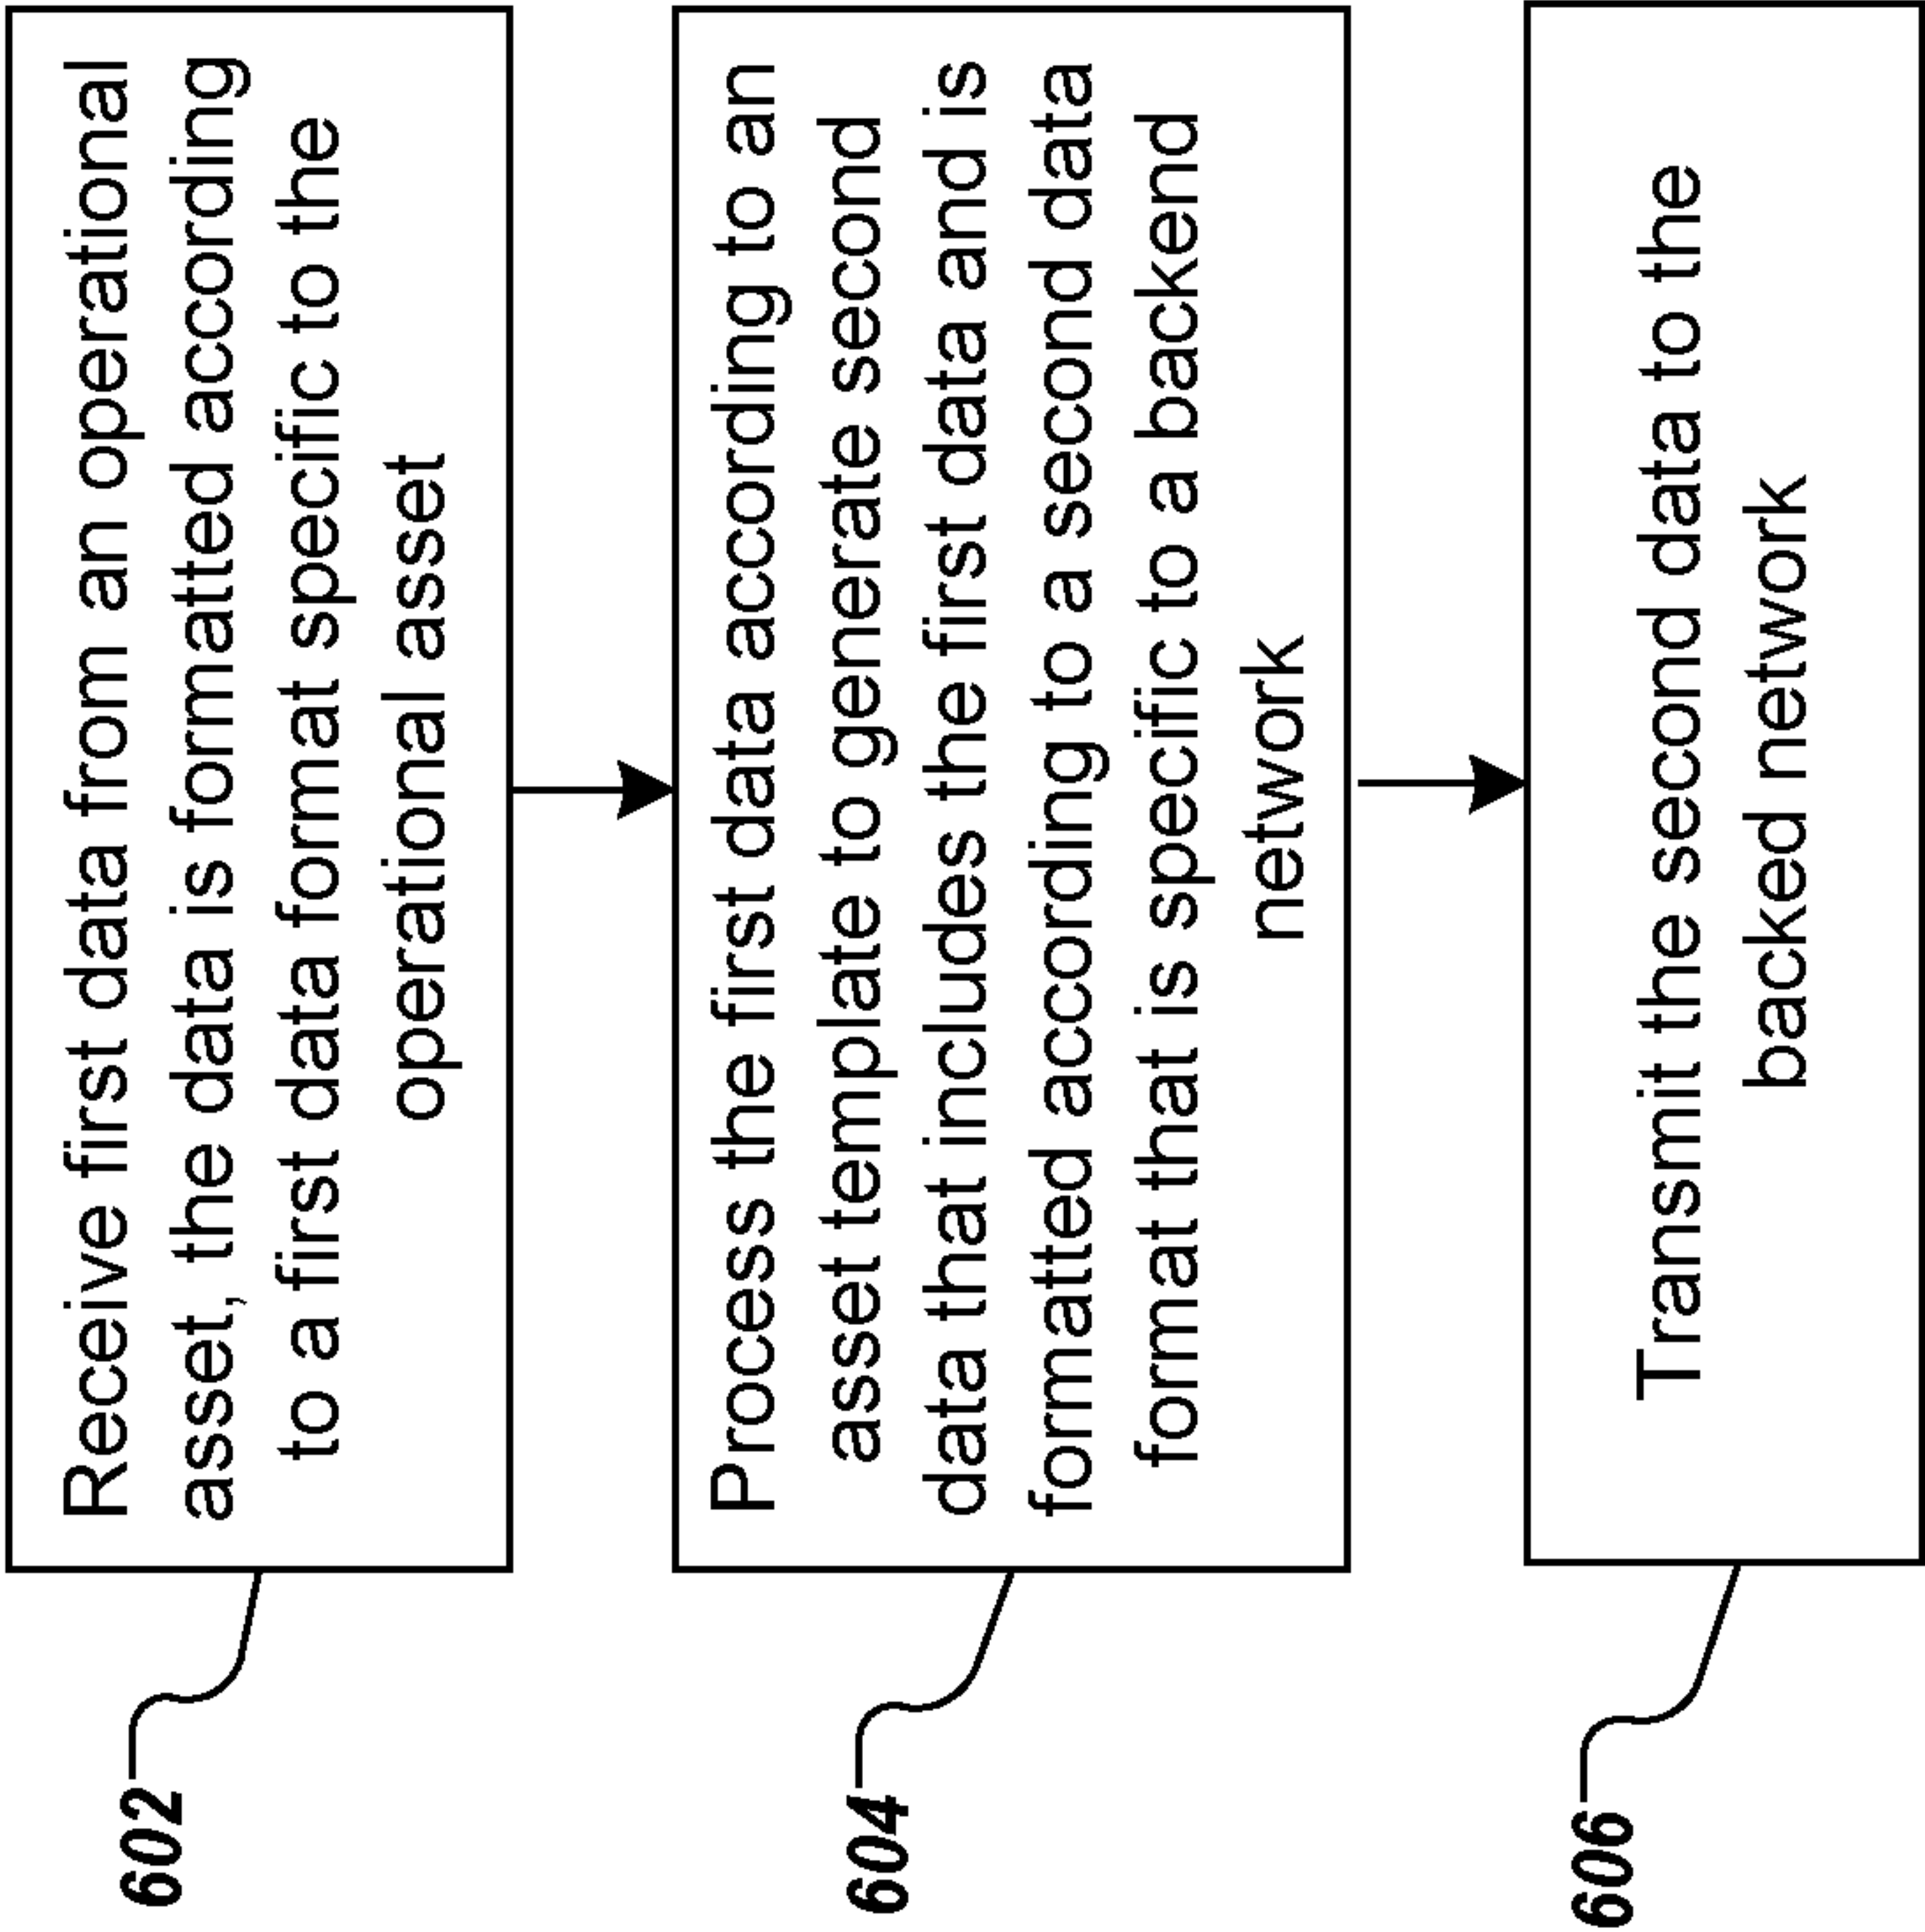 602
Receive first data from an operational
asset, the data is formatted according
to a first data format specific to the
operational asset
604
Process the first data according to an
asset template to generate second
data that includes the first data and is
formatted according to a second data
format that is specific to a backend
network
606
Transmit the second data to the
backed network